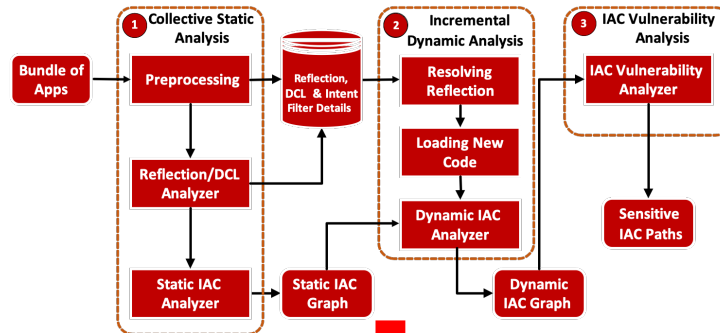 1
Collective Static
Analysis
2
Incremental
Dynamic Analysis
3
IAC Vulnerability
Analysis
Bundle of
Apps
Preprocessing
Reflection,
DCL & Intent
Filter Details
Resolving
Reflection
IAC Vulnerability
Analyzer
Loading New
Code
Reflection/DCL
Analyzer
Dynamic IAC
Analyzer
Sensitive
IAC Paths
Static IAC
Analyzer
Static IAC
Graph
Dynamic
IAC Graph